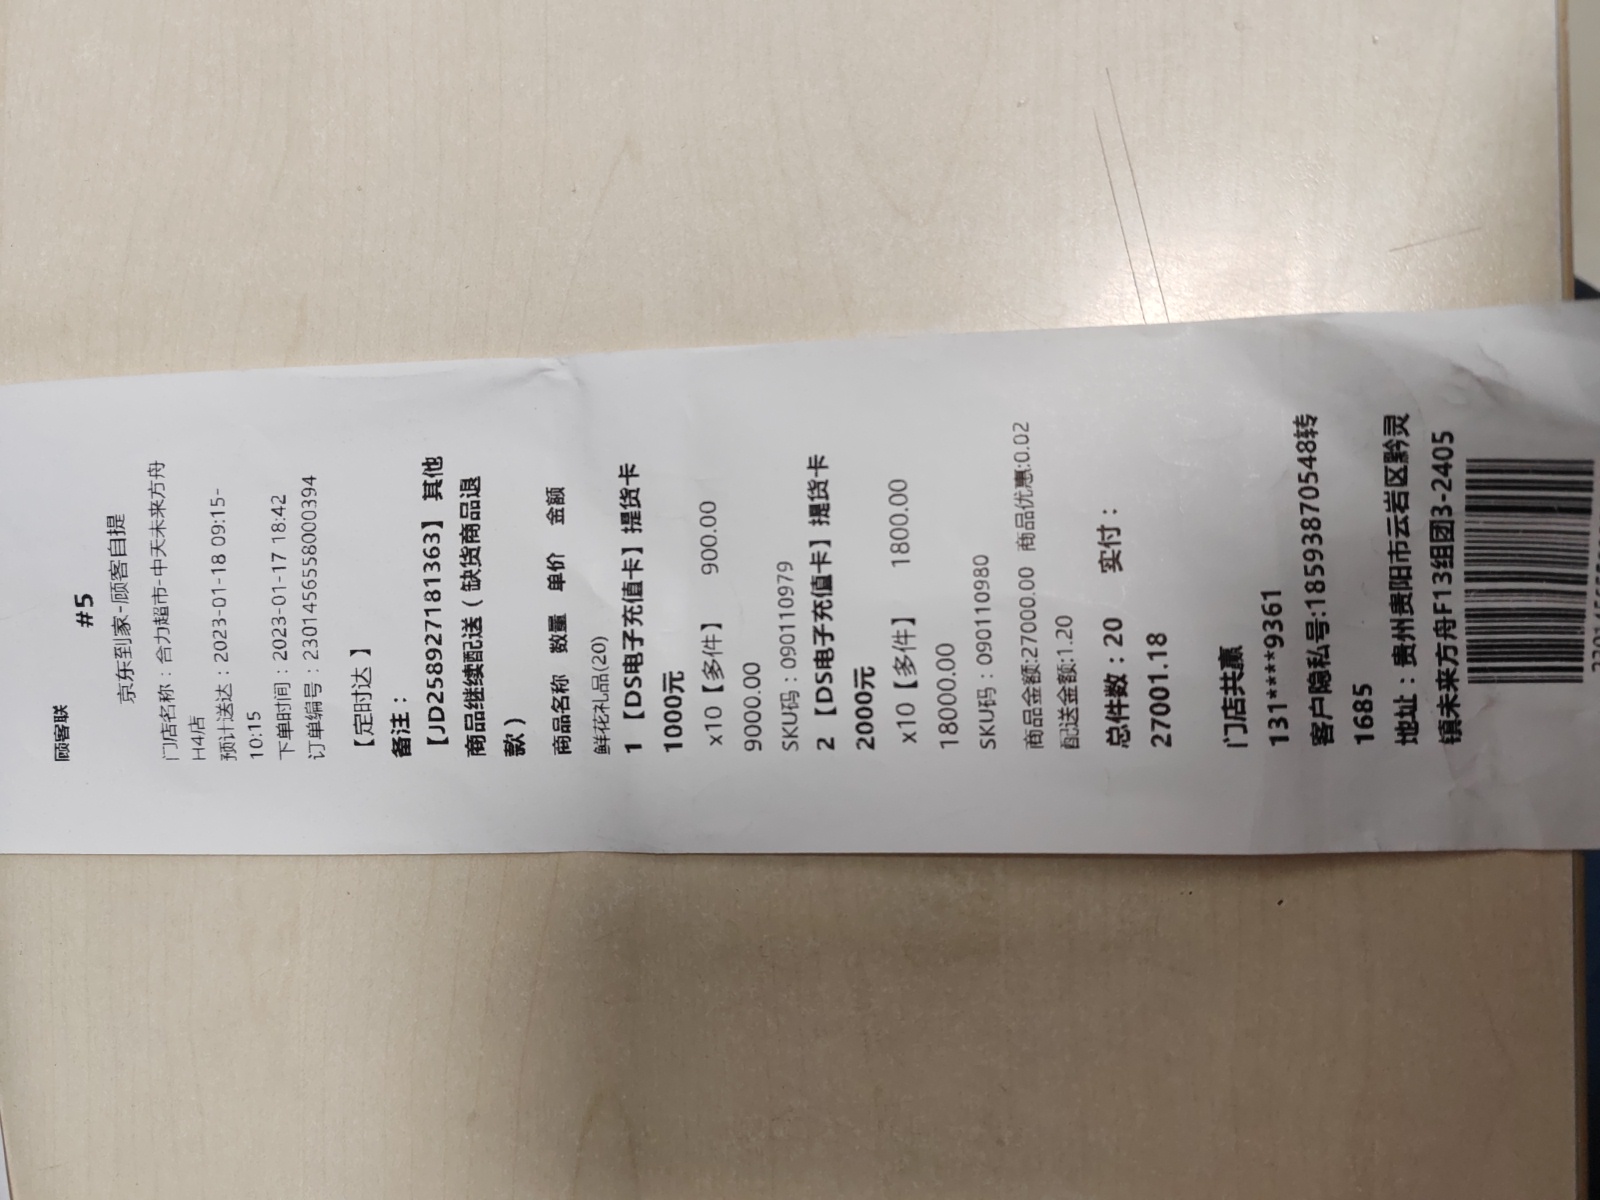 顾客联
#5
京东到家-顾客自提
门店名称：合力超市-中天未来方舟
H4店
预计送达：2023-01-18 09:15-
10:15
下单时间：2023-01-17 18:42
订单编号：2301456558000394
【定时达】
备注：
【JD2589271181363】其他
商品继续配送（缺货商品退
款）
商品名称 数量 单价 金额
鲜花礼品(20)
1 【DS电子充值卡】提货卡
1000元
x10【多件】 900.00
9000.00
SKU码：090110979
2 【DS电子充值卡】提货卡
2000元
x10【多件】 1800.00
18000.00
SKU码：090110980
商品金额:27000.00 商品优惠:0.02
配送金额:1.20
总件数：20 实付：
27001.18
门店共赢
131****9361
客户隐私号:18593870548转
1685
地址：贵州贵阳市云岩区黔灵
镇未来方舟F13组团3-2405